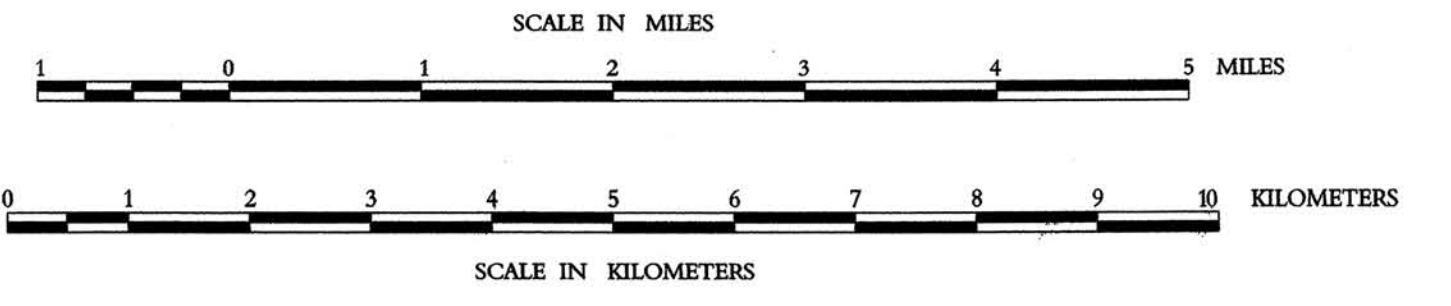 SCALE IN MILES
1 0 1 2 3 4 5 MILES
0 1 2 3 4 5 6 7 8 9 10 KILOMETERS
SCALE IN KILOMETERS